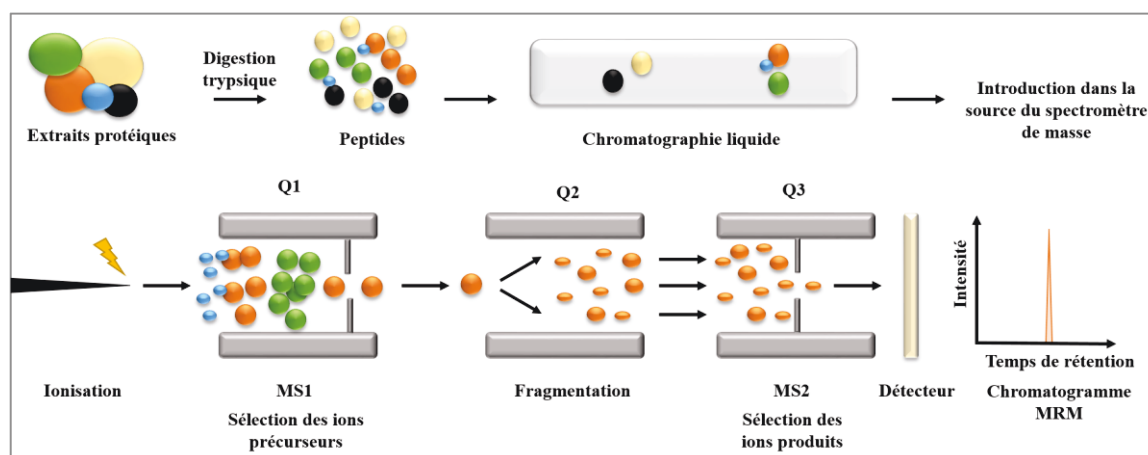 Extraits protéiques
Digestion
trypsique
Peptides
Chromatographie liquide
Introduction dans la
source du spectromètre
de masse
Q1
Q2
Q3
Ionisation
MS1
Sélection des ions
précurseurs
Fragmentation
MS2
Sélection des
ions produits
Détecteur
Intensité
Temps de rétention
Chromatogramme
MRM